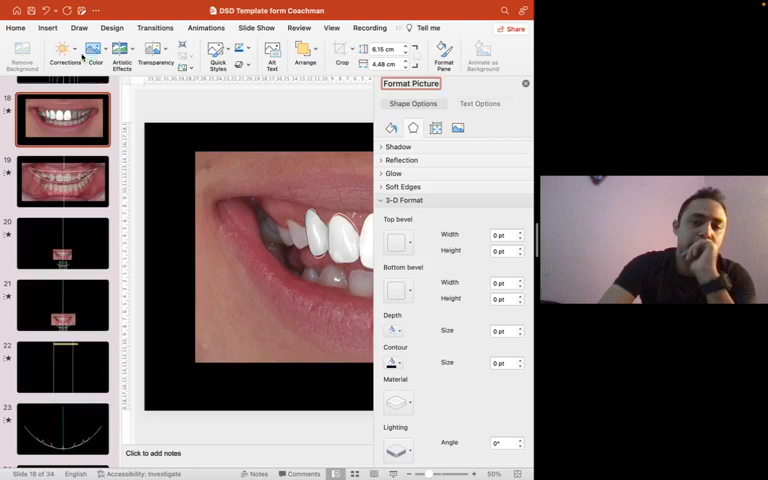 DSD Template form Coachman
Home Insert Draw Design Transitions Animations Slide Show Review View Recording Tell me Share
Remove Background Corrections Color Artistic Effects Transparency Quick Styles Alt Text Arrange Crop 6.15 cm 4.48 cm Format Pane Animate as Background
Format Picture
Shape Options Text Options
Shadow
Reflection
Glow
Soft Edges
3-D Format
Top bevel
Width 0 pt
Height 0 pt
Bottom bevel
Width 0 pt
Height 0 pt
Depth
Size 0 pt
Contour
Size 0 pt
Material
Lighting
Angle 0°
18
19
20
21
22
23
Click to add notes
Slide 18 of 34 English Accessibility: Investigate Notes Comments 50%